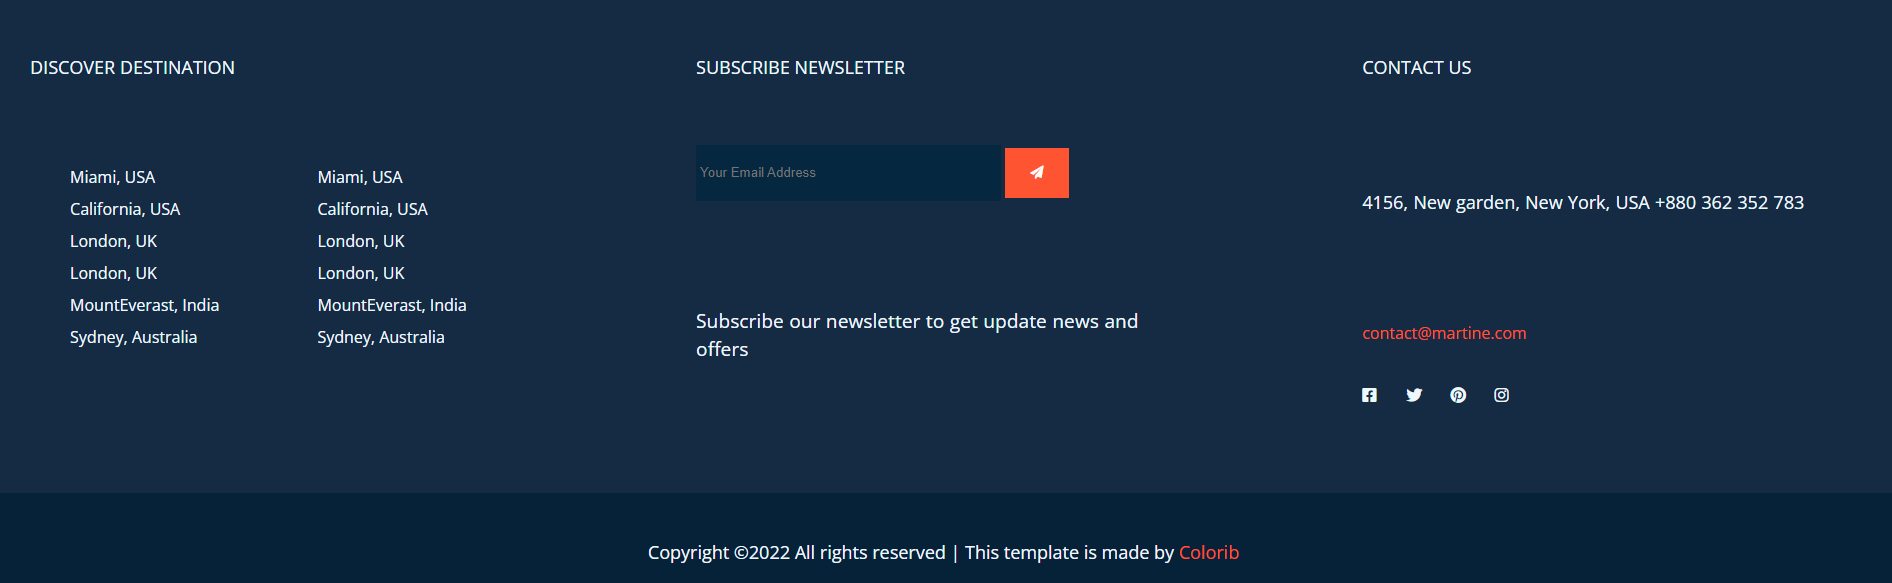 DISCOVER DESTINATION
Miami, USA
California, USA
London, UK
London, UK
MountEverast, India
Sydney, Australia
Miami, USA
California, USA
London, UK
London, UK
MountEverast, India
Sydney, Australia
SUBSCRIBE NEWSLETTER
Your Email Address
Subscribe our newsletter to get update news and
offers
CONTACT US
4156, New garden, New York, USA +880 362 352 783
contact@martine.com
Copyright ©2022 All rights reserved | This template is made by Colorib